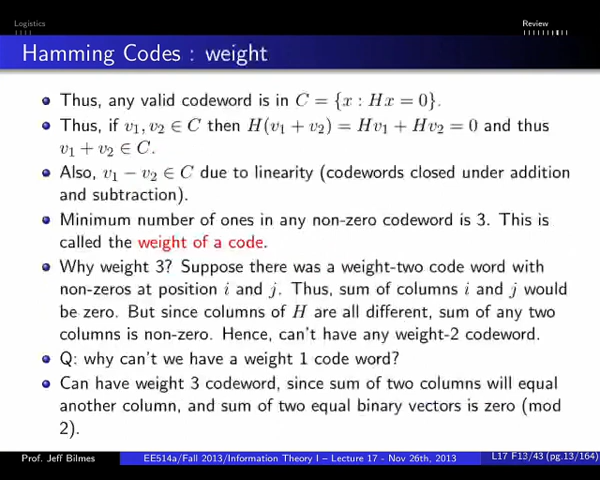 Logistics
Review
Hamming Codes : weight
Thus, any valid codeword is in C = {x : Hx = 0}.
Thus, if v₁, v₂ ∈ C then H(v₁ + v₂) = Hv₁ + Hv₂ = 0 and thus
v₁ + v₂ ∈ C.
Also, v₁ − v₂ ∈ C due to linearity (codewords closed under addition
and subtraction).
Minimum number of ones in any non-zero codeword is 3. This is
called the weight of a code.
Why weight 3? Suppose there was a weight-two code word with
non-zeros at position i and j. Thus, sum of columns i and j would
be zero. But since columns of H are all different, sum of any two
columns is non-zero. Hence, can't have any weight-2 codeword.
Q: why can't we have a weight 1 code word?
Can have weight 3 codeword, since sum of two columns will equal
another column, and sum of two equal binary vectors is zero (mod
2).
Prof. Jeff Bilmes
EE514a/Fall 2013/Information Theory I – Lecture 17 - Nov 26th, 2013
L17 F13/43 (pg.13/164)